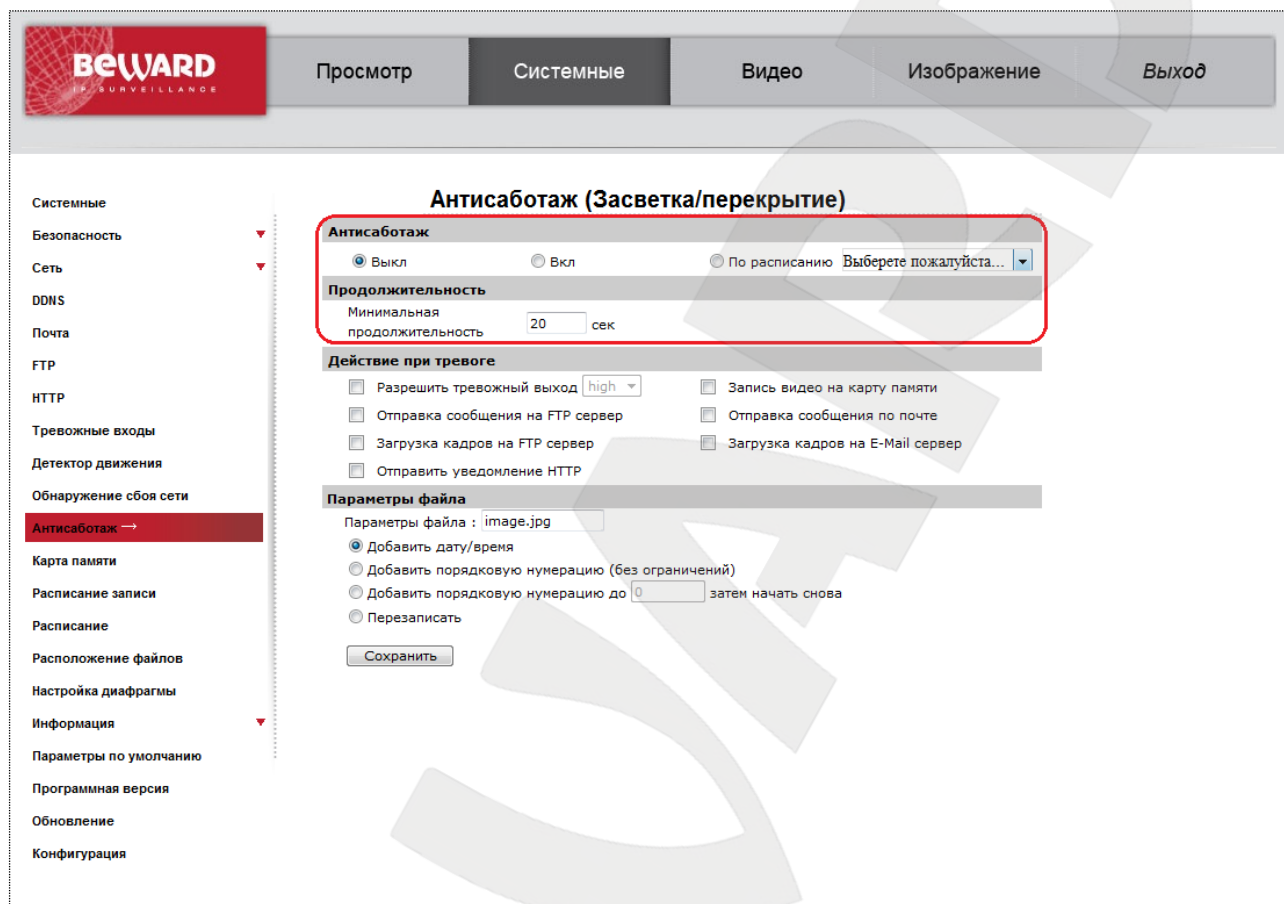 BEWARD
IP SURVEILLANCE
Просмотр
Системные
Видео
Изображение
Выход
Системные
Безопасность
Сеть
DDNS
Почта
FTP
HTTP
Тревожные входы
Детектор движения
Обнаружение сбоя сети
Антисаботаж →
Карта памяти
Расписание записи
Расписание
Расположение файлов
Настройка диафрагмы
Информация
Параметры по умолчанию
Программная версия
Обновление
Конфигурация
Антисаботаж (Засветка/перекрытие)
Антисаботаж
Выкл Вкл По расписанию Выберете пожалуйста...
Продолжительность
Минимальная
продолжительность 20 сек
Действие при тревоге
Разрешить тревожный выход high Запись видео на карту памяти
Отправка сообщения на FTP сервер Отправка сообщения по почте
Загрузка кадров на FTP сервер Загрузка кадров на E-Mail сервер
Отправить уведомление HTTP
Параметры файла
Параметры файла : image.jpg
Добавить дату/время
Добавить порядковую нумерацию (без ограничений)
Добавить порядковую нумерацию до 0 затем начать снова
Перезаписать
Сохранить